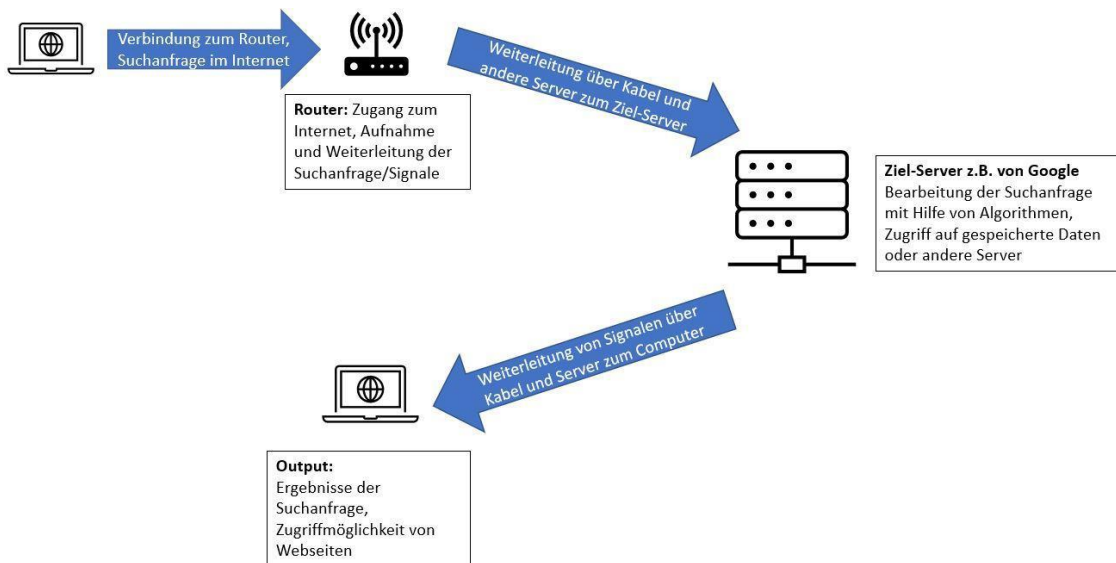 Verbindung zum Router,
Suchanfrage im Internet
Router: Zugang zum
Internet, Aufnahme
und Weiterleitung der
Suchanfrage/Signale
Weiterleitung über Kabel und
andere Server zum Ziel-Server
Ziel-Server z.B. von Google
Bearbeitung der Suchanfrage
mit Hilfe von Algorithmen,
Zugriff auf gespeicherte Daten
oder andere Server
Weiterleitung von Signalen über
Kabel und Server zum Computer
Output:
Ergebnisse der
Suchanfrage,
Zugriffmöglichkeit von
Webseiten